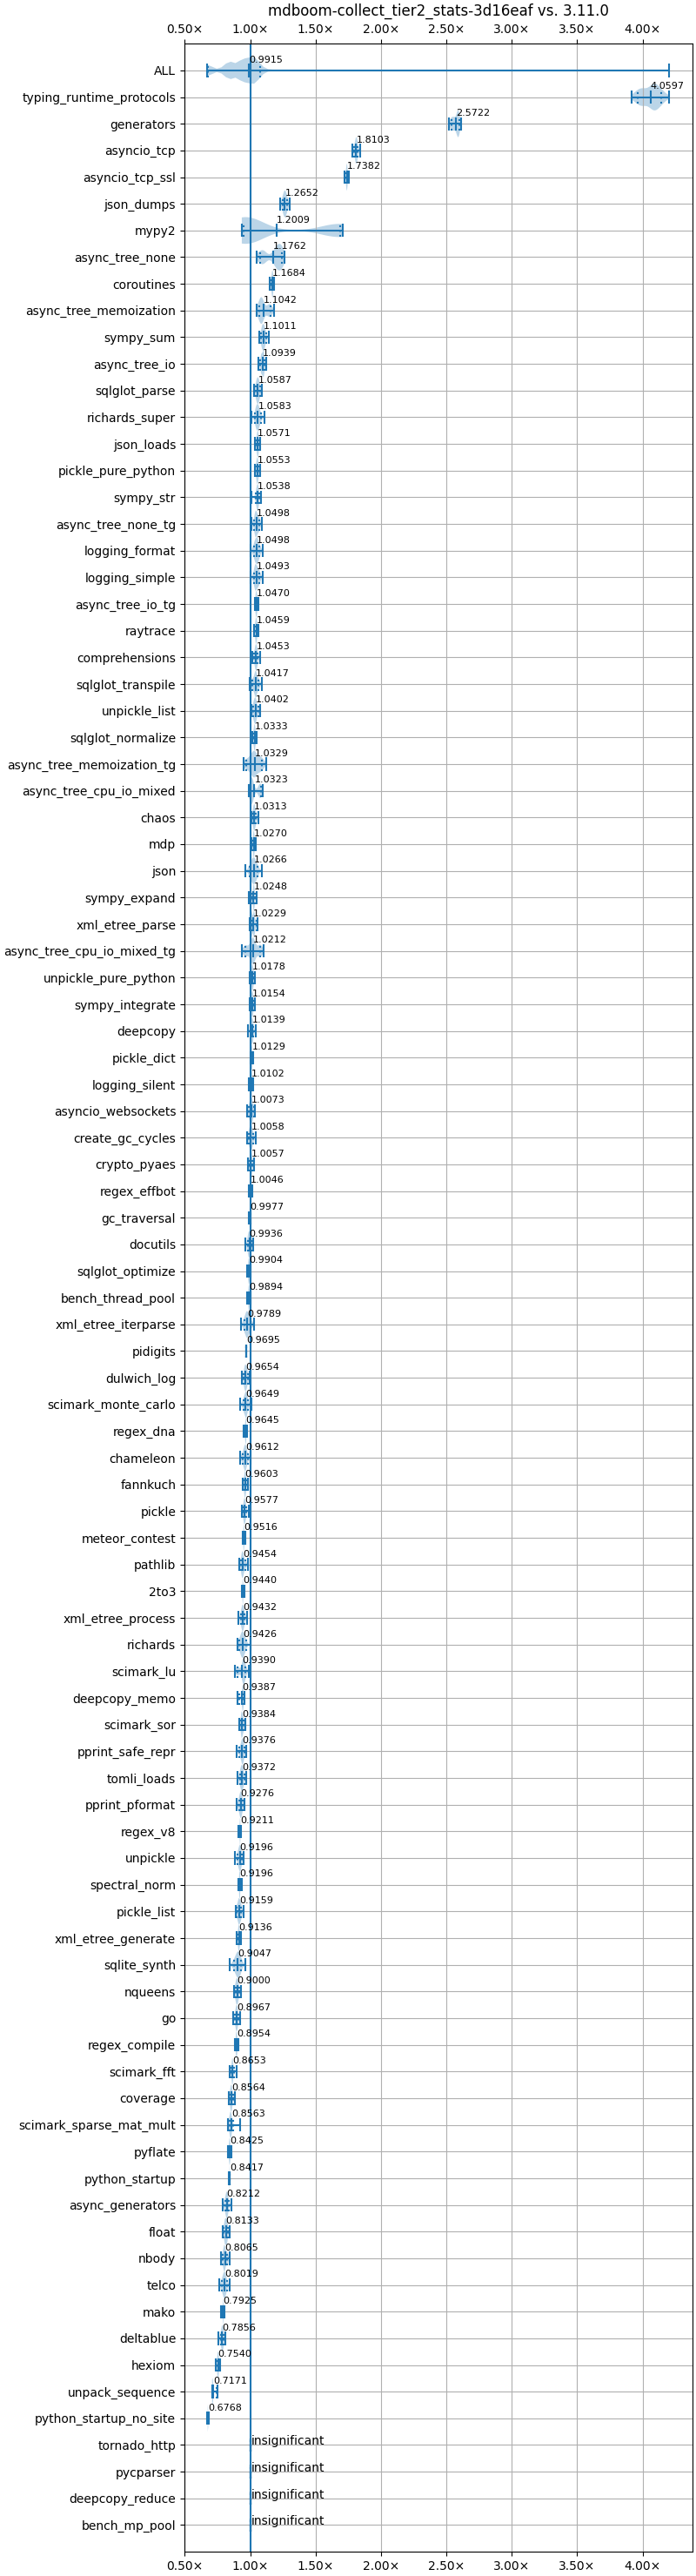 mdboom-collect_tier2_stats-3d16eaf vs. 3.11.0
0.50× 1.00× 1.50× 2.00× 2.50× 3.00× 3.50× 4.00×
ALL 0.9915
typing_runtime_protocols 4.0597
generators 2.5722
asyncio_tcp 1.8103
asyncio_tcp_ssl 1.7382
json_dumps 1.2652
mypy2 1.2009
async_tree_none 1.1762
coroutines 1.1684
async_tree_memoization 1.1042
sympy_sum 1.1011
async_tree_io 1.0939
sqlglot_parse 1.0587
richards_super 1.0583
json_loads 1.0571
pickle_pure_python 1.0553
sympy_str 1.0538
async_tree_none_tg 1.0498
logging_format 1.0498
logging_simple 1.0493
async_tree_io_tg 1.0470
raytrace 1.0459
comprehensions 1.0453
sqlglot_transpile 1.0417
unpickle_list 1.0402
sqlglot_normalize 1.0333
async_tree_memoization_tg 1.0329
async_tree_cpu_io_mixed 1.0323
chaos 1.0313
mdp 1.0270
json 1.0266
sympy_expand 1.0248
xml_etree_parse 1.0229
async_tree_cpu_io_mixed_tg 1.0212
unpickle_pure_python 1.0178
sympy_integrate 1.0154
deepcopy 1.0139
pickle_dict 1.0129
logging_silent 1.0102
asyncio_websockets 1.0073
create_gc_cycles 1.0058
crypto_pyaes 1.0057
regex_effbot 1.0046
gc_traversal 0.9977
docutils 0.9936
sqlglot_optimize 0.9904
bench_thread_pool 0.9894
xml_etree_iterparse 0.9789
pidigits 0.9695
dulwich_log 0.9654
scimark_monte_carlo 0.9649
regex_dna 0.9645
chameleon 0.9612
fannkuch 0.9603
pickle 0.9577
meteor_contest 0.9516
pathlib 0.9454
2to3 0.9440
xml_etree_process 0.9432
richards 0.9426
scimark_lu 0.9390
deepcopy_memo 0.9387
scimark_sor 0.9384
pprint_safe_repr 0.9376
tomli_loads 0.9372
pprint_pformat 0.9276
regex_v8 0.9211
unpickle 0.9196
spectral_norm 0.9196
pickle_list 0.9159
xml_etree_generate 0.9136
sqlite_synth 0.9047
nqueens 0.9000
go 0.8967
regex_compile 0.8954
scimark_fft 0.8653
coverage 0.8564
scimark_sparse_mat_mult 0.8563
pyflate 0.8425
python_startup 0.8417
async_generators 0.8212
float 0.8133
nbody 0.8065
telco 0.8019
mako 0.7925
deltablue 0.7856
hexiom 0.7540
unpack_sequence 0.7171
python_startup_no_site 0.6768
tornado_http insignificant
pycparser insignificant
deepcopy_reduce insignificant
bench_mp_pool insignificant
0.50× 1.00× 1.50× 2.00× 2.50× 3.00× 3.50× 4.00×